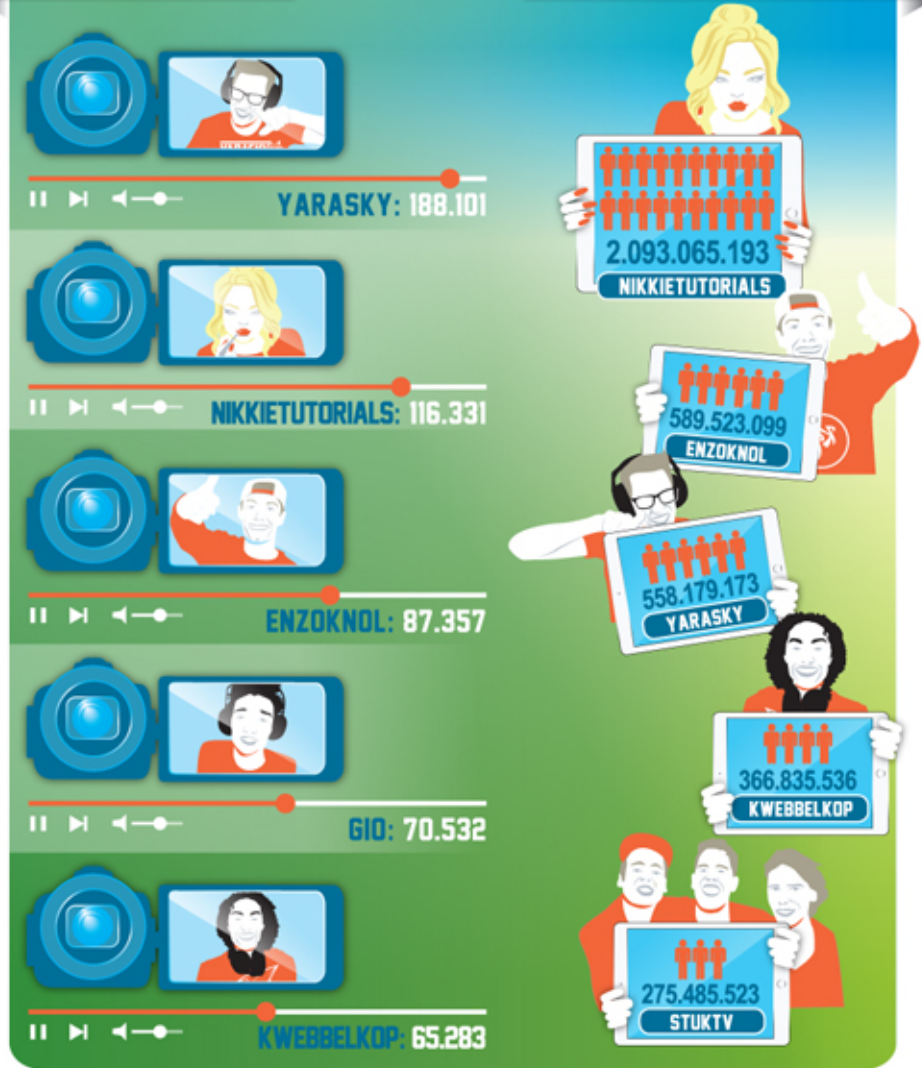 YARASKY: 188.101
NIKKIETUTORIALS: 116.331
ENZOKNOL: 87.357
GIO: 70.532
KWEBBELKOP: 65.283
2.093.065.193
NIKKIETUTORIALS
589.523.099
ENZOKNOL
558.179.173
YARASKY
366.835.536
KWEBBELKOP
275.485.523
STUKTV